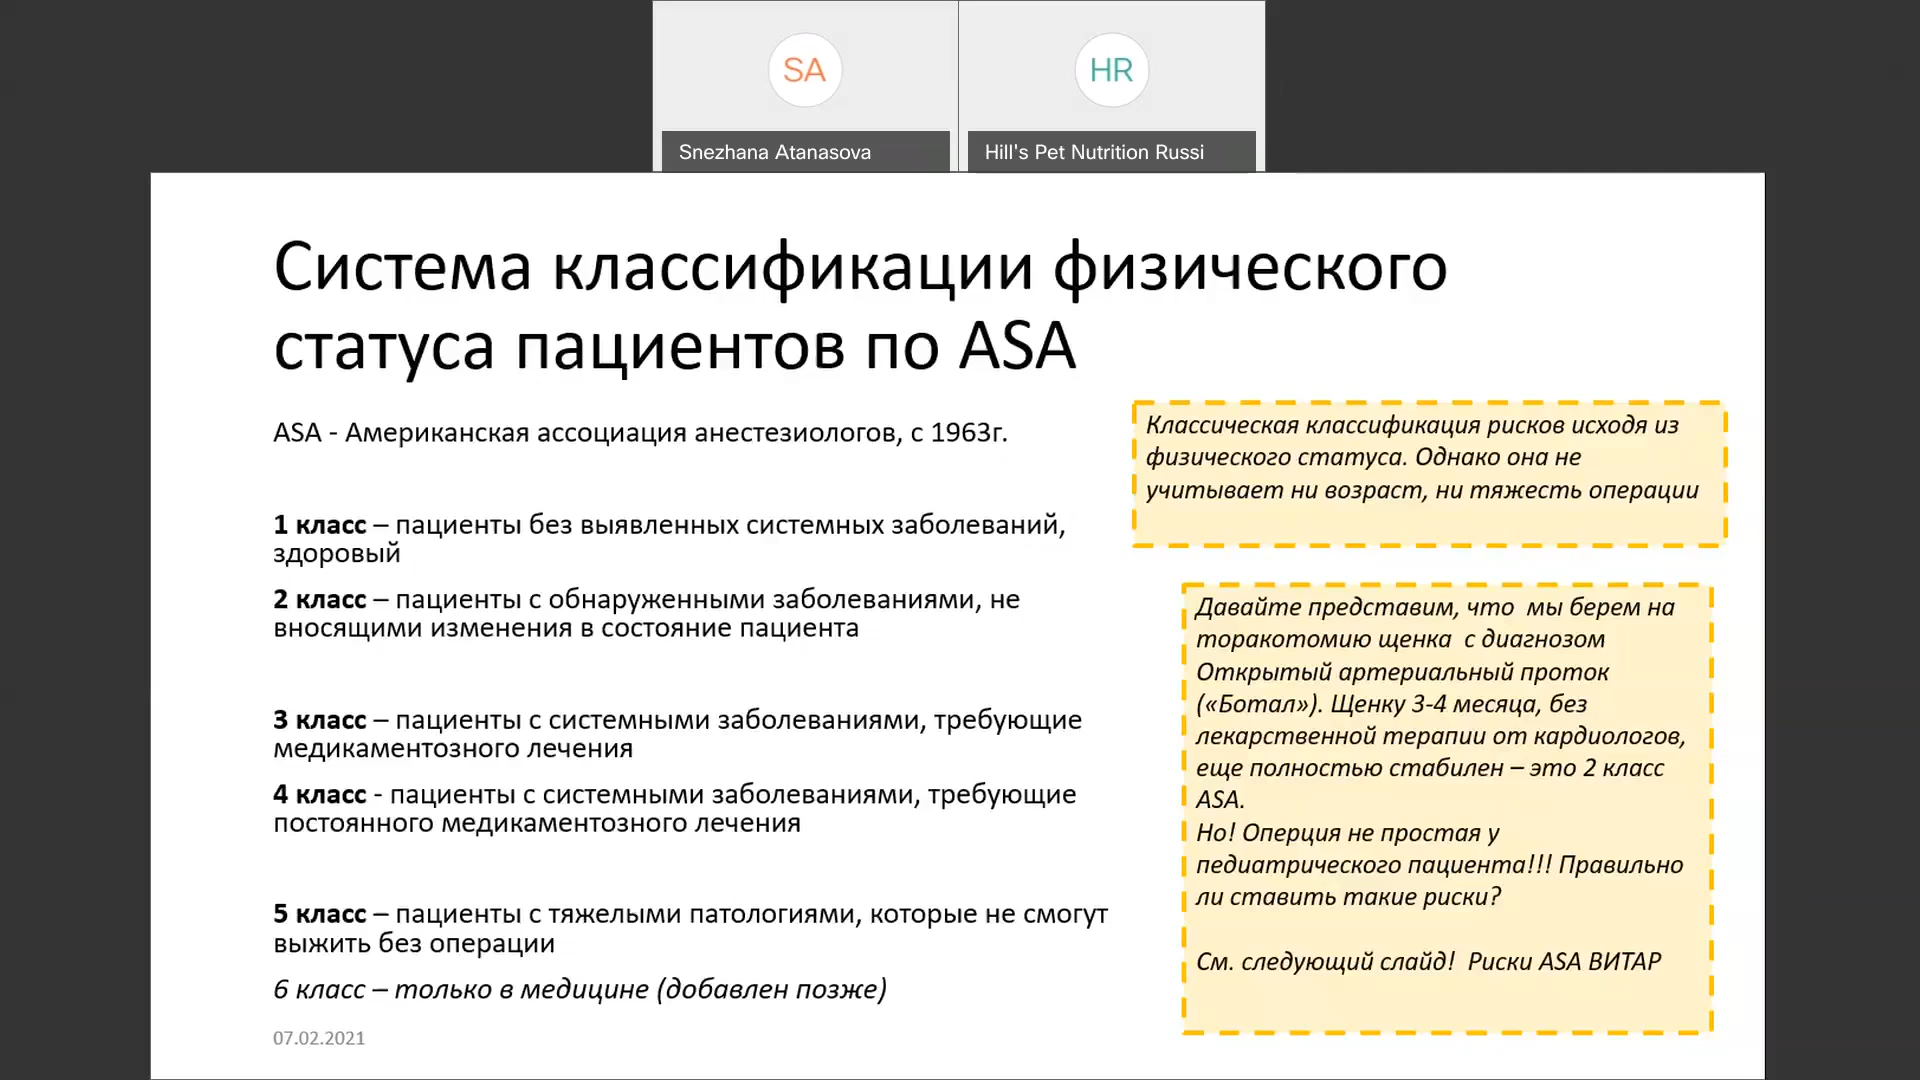 SA
HR
Snezhana Atanasova
Hill's Pet Nutrition Russi
Система классификации физического
статуса пациентов по ASA
ASA - Американская ассоциация анестезиологов, с 1963г.
1 класс – пациенты без выявленных системных заболеваний,
здоровый
2 класс – пациенты с обнаруженными заболеваниями, не
вносящими изменения в состояние пациента
3 класс – пациенты с системными заболеваниями, требующие
медикаментозного лечения
4 класс - пациенты с системными заболеваниями, требующие
постоянного медикаментозного лечения
5 класс – пациенты с тяжелыми патологиями, которые не смогут
выжить без операции
6 класс – только в медицине (добавлен позже)
07.02.2021
Классическая классификация рисков исходя из
физического статуса. Однако она не
учитывает ни возраст, ни тяжесть операции
Давайте представим, что мы берем на
торакотомию щенка с диагнозом
Открытый артериальный проток
(«Ботал»). Щенку 3-4 месяца, без
лекарственной терапии от кардиологов,
еще полностью стабилен – это 2 класс
ASA.
Но! Оперция не простая у
педиатрического пациента!!! Правильно
ли ставить такие риски?
См. следующий слайд! Риски ASA ВИТАР